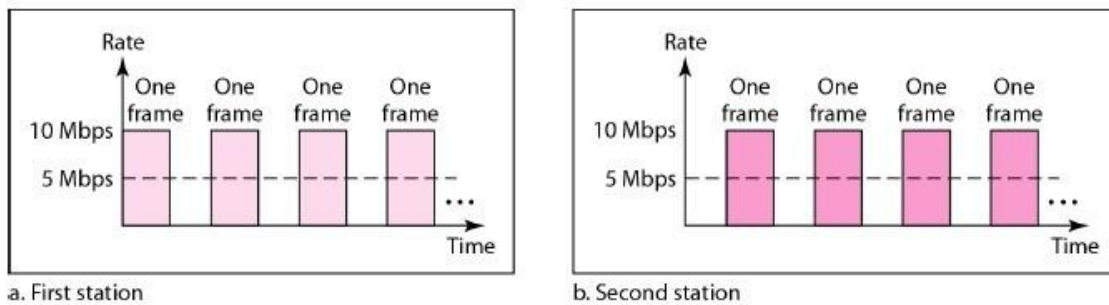 Rate
One frame
One frame
One frame
One frame
10 Mbps
5 Mbps
...
Time
a. First station
Rate
One frame
One frame
One frame
One frame
10 Mbps
5 Mbps
...
Time
b. Second station